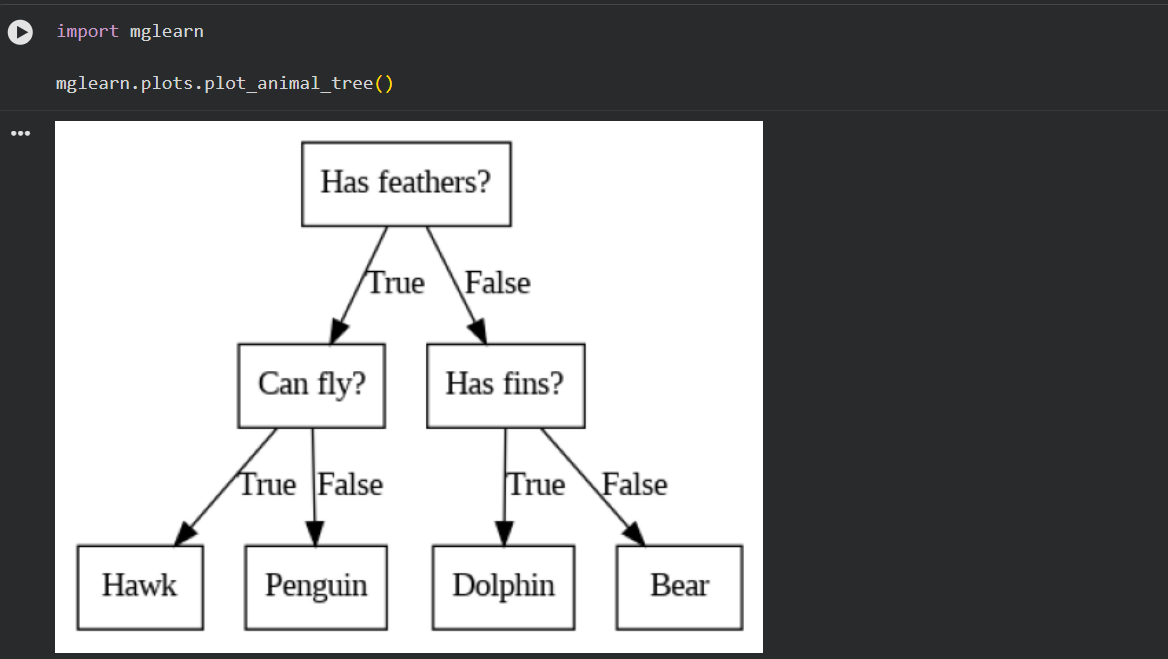 import mglearn
mglearn.plots.plot_animal_tree()
Has feathers?
True False
Can fly? Has fins?
True False True False
Hawk Penguin Dolphin Bear